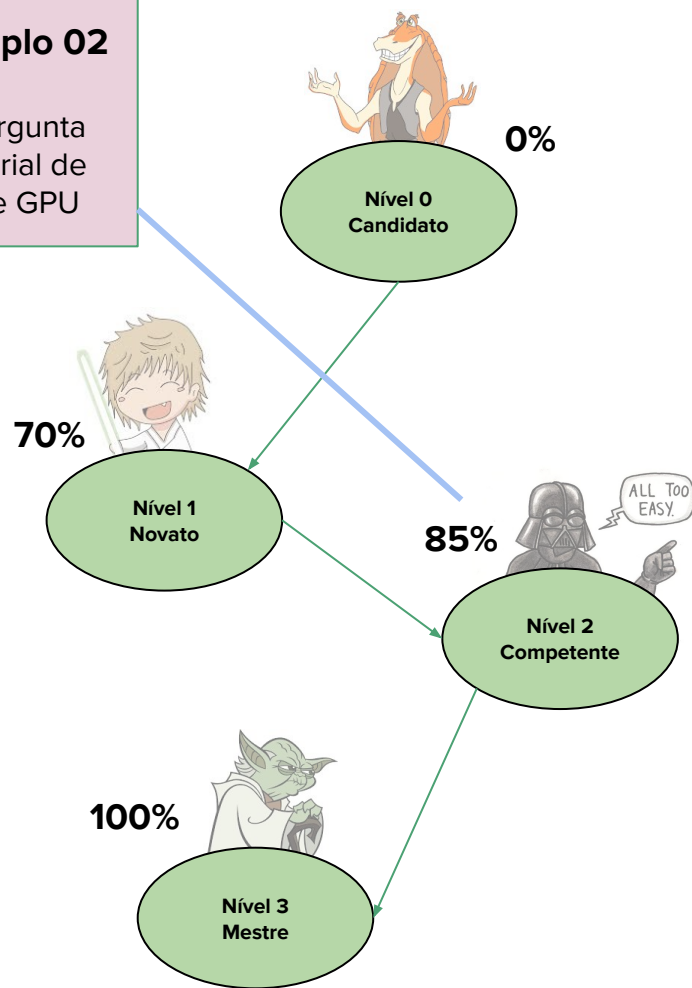 plo 02
rgunta
rial de
e GPU
0%
Nível 0
Candidato
70%
Nível 1
Novato
ALL TOO
EASY.
85%
Nível 2
Competente
100%
Nível 3
Mestre